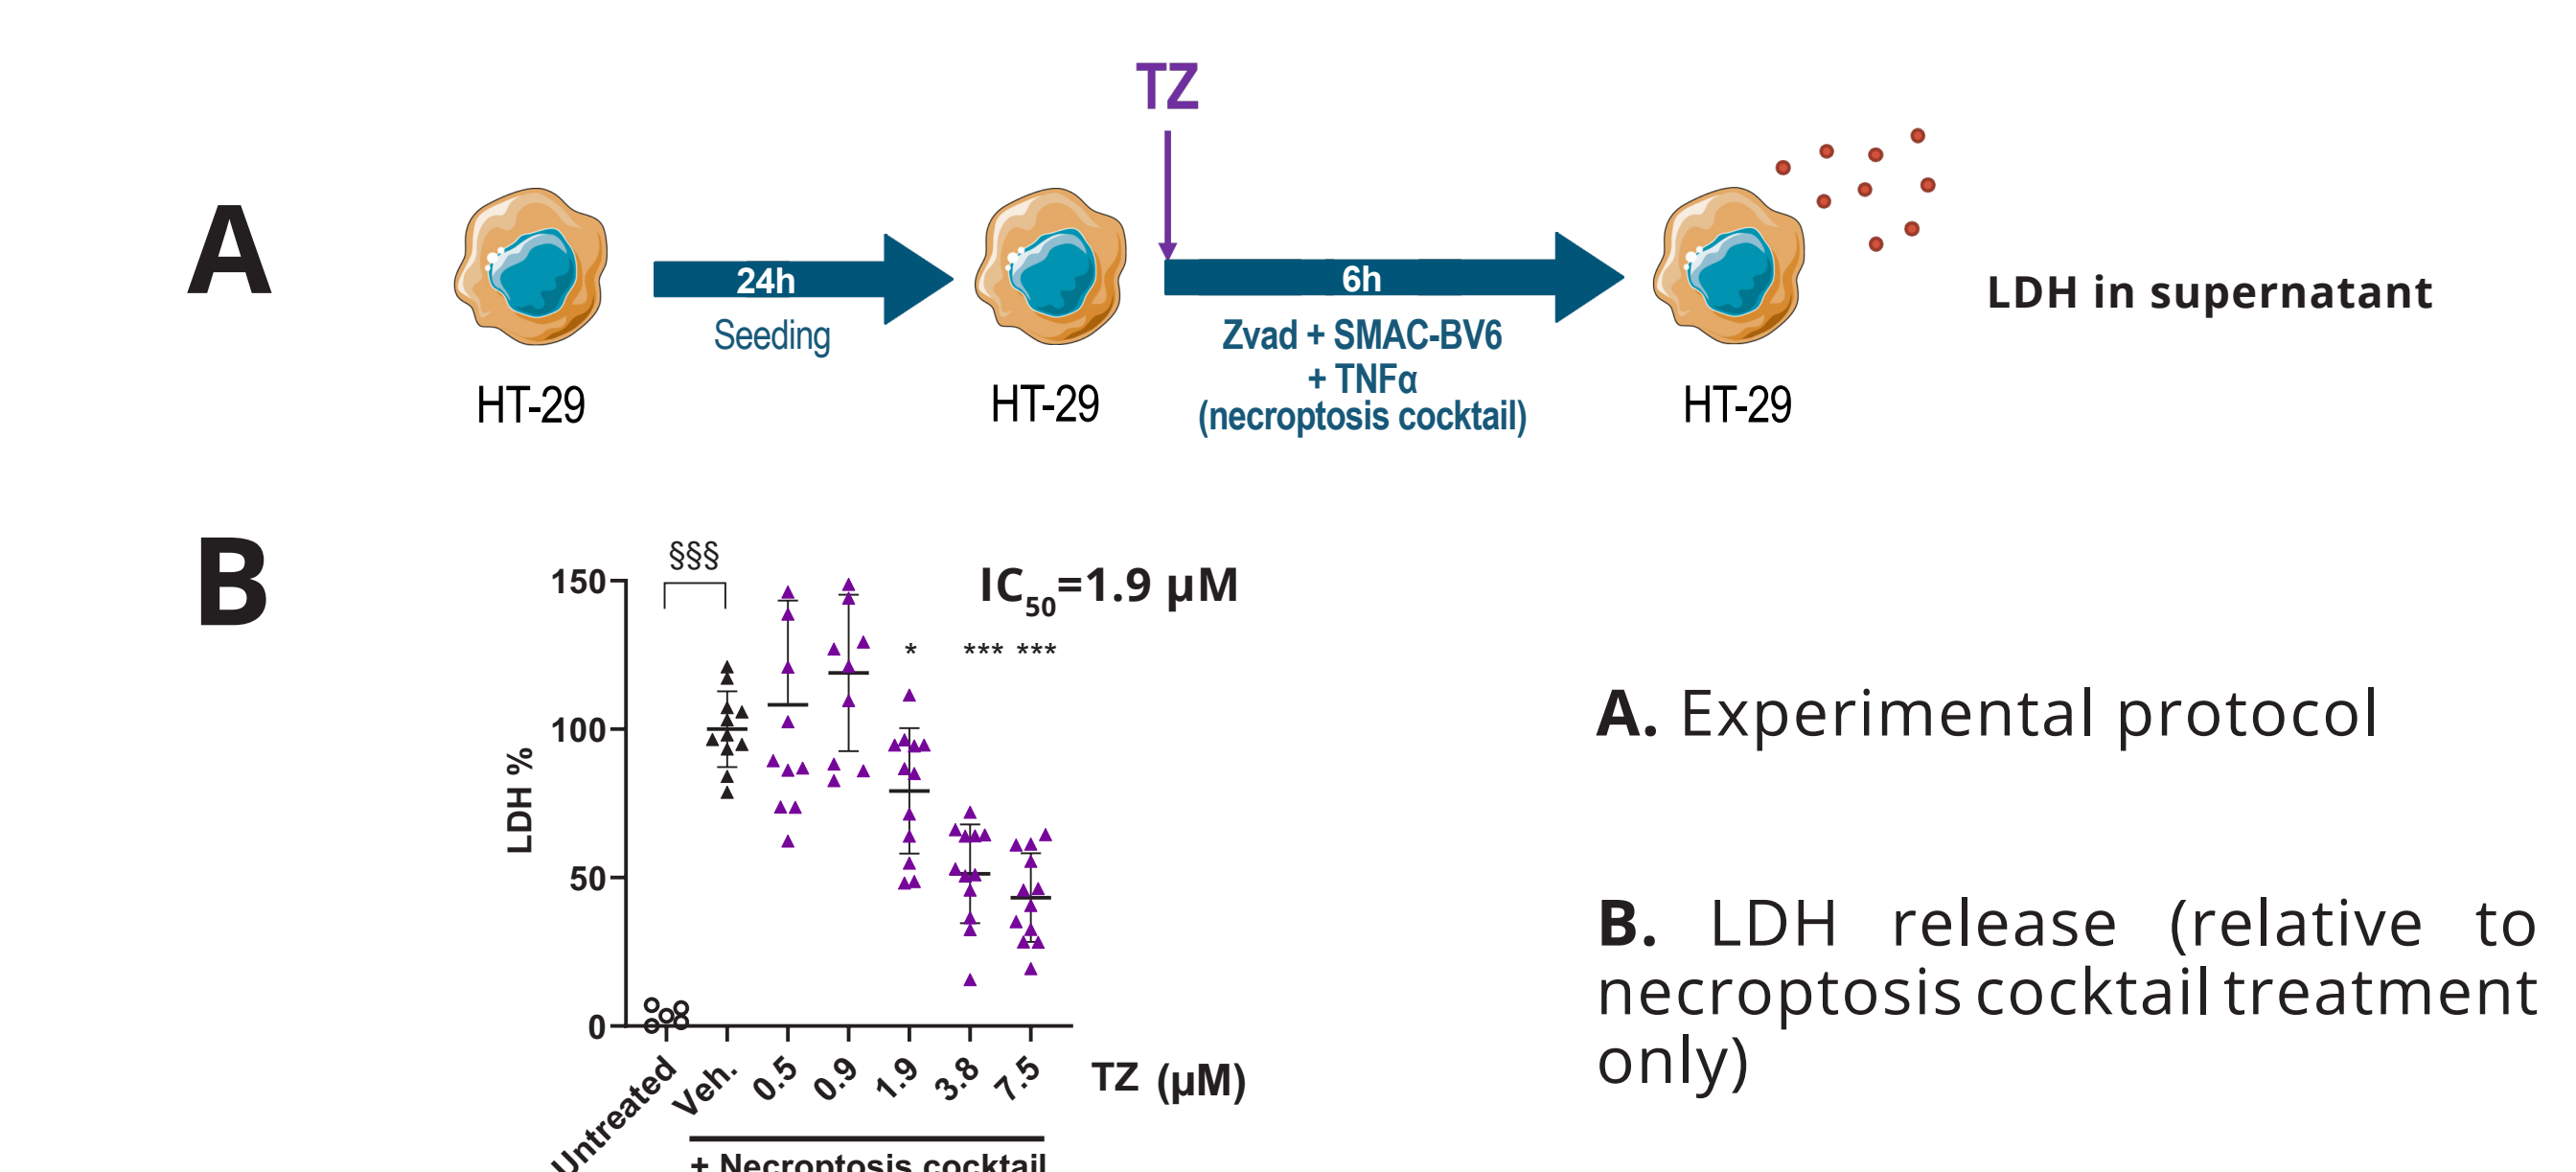 TZ
A
24h
6h
Seeding
Zvad + SMAC-BV6
+ TNFα
(necroptosis cocktail)
LDH in supernatant
HT-29
HT-29
HT-29
B
§§§
IC50=1.9 µM
* *** ***
150
100
50
0
LDH %
Untreated
Veh.
0.5
0.9
1.9
3.8
7.5
TZ (µM)
+ Necroptosis cocktail
A. Experimental protocol
B. LDH release (relative to
necroptosis cocktail treatment
only)